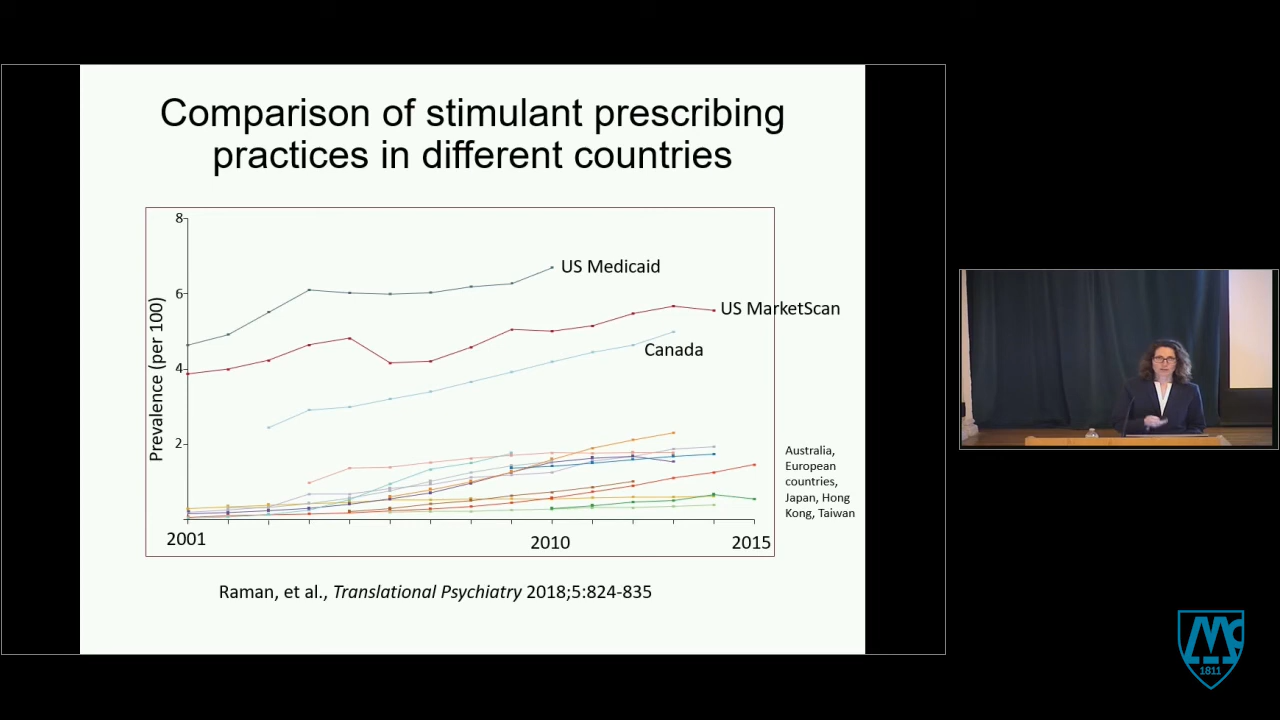 Comparison of stimulant prescribing
practices in different countries
8
6
4
2
Prevalence (per 100)
US Medicaid
US MarketScan
Canada
Australia,
European
countries,
Japan, Hong
Kong, Taiwan
2001
2010
2015
Raman, et al., Translational Psychiatry 2018;5:824-835
1811